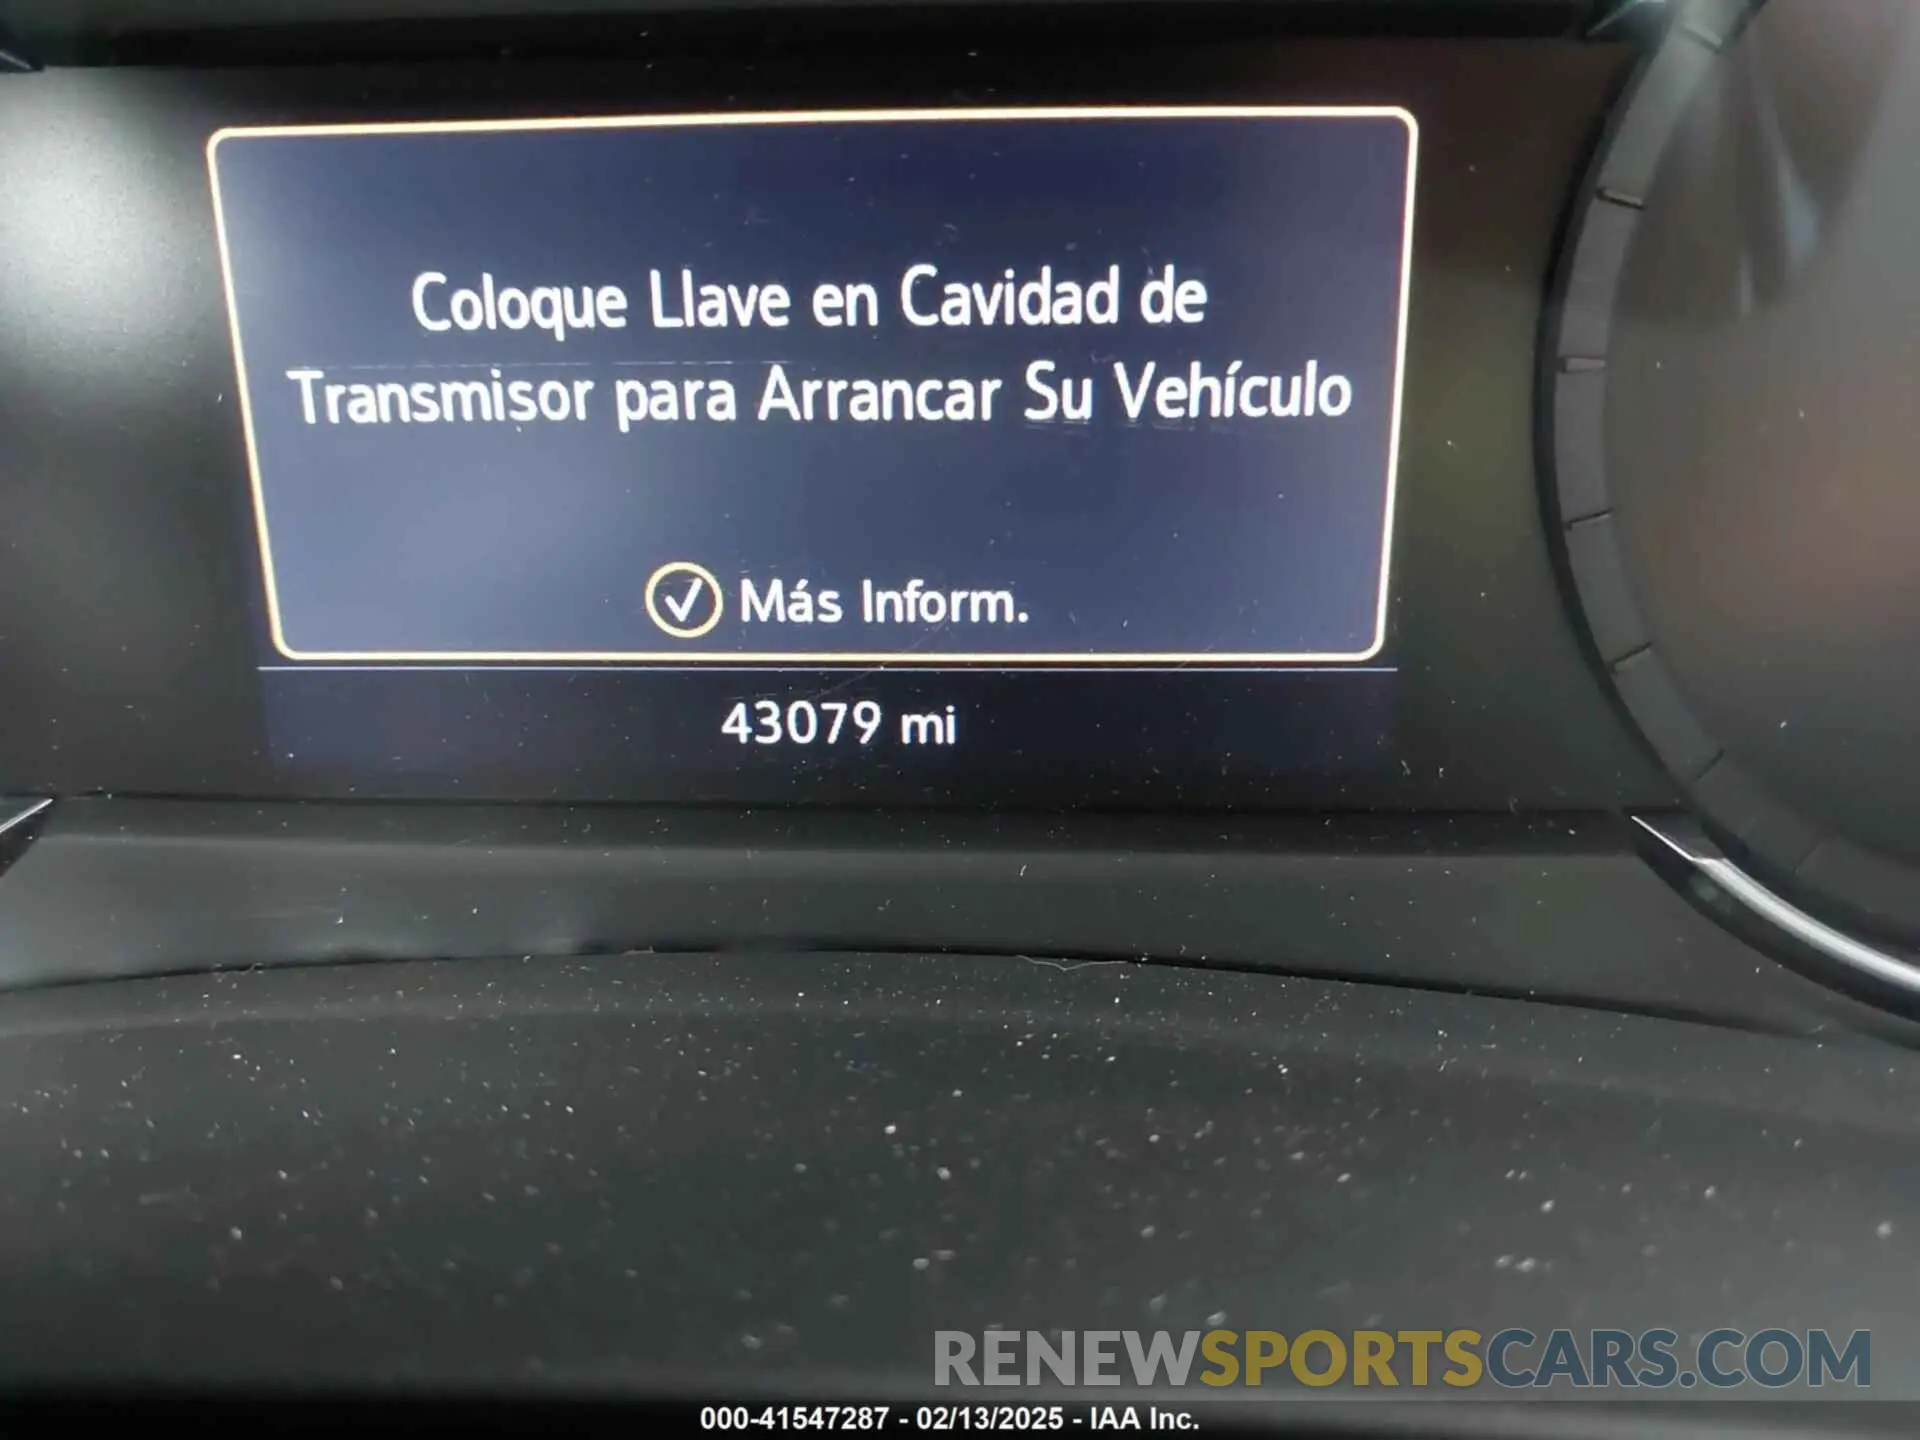 Coloque Llave en Cavidad de
Transmisor para Arrancar Su Vehículo
Más Inform.
43079 mi
RENEWSPORTSCARS.COM
000-41547287 - 02/13/2025 - IAA Inc.